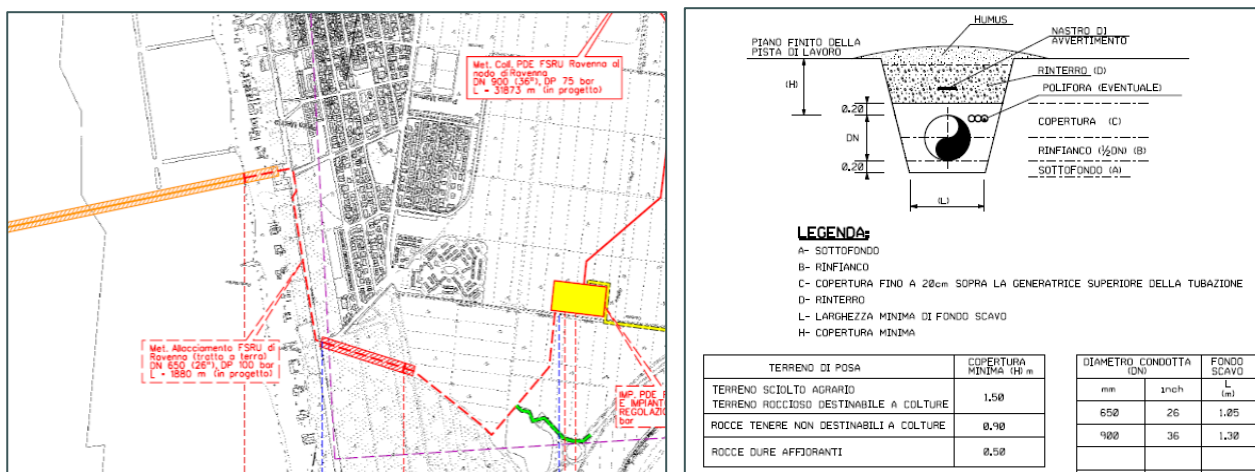 Met. Coll. PDE FSRU Ravenna al
nodo di Ravenna
DN 900 (36"), DP 75 bar
L = 31873 m (in progetto)
Met. Allacciamento FSRU di
Ravenna (tratto a terra)
DN 650 (26"), DP 100 bar
L = 1880 m (in progetto)
IMP. PDE
E IMPIANT
REGOLAZIO
bar
HUMUS
PIANO FINITO DELLA
PISTA DI LAVORO
NASTRO DI
AVVERTIMENTO
RINTERRO (D)
(H)
POLIFORA (EVENTUALE)
0.20
COPERTURA (C)
DN
RINFIANCO (½DN) (B)
0.20
SOTTOFONDO (A)
(L)
LEGENDA:
A- SOTTOFONDO
B- RINFIANCO
C- COPERTURA FINO A 20cm SOPRA LA GENERATRICE SUPERIORE DELLA TUBAZIONE
D- RINTERRO
L- LARGHEZZA MINIMA DI FONDO SCAVO
H- COPERTURA MINIMA
TERRENO DI POSA
COPERTURA
MINIMA (H) m
TERRENO SCIOLTO AGRARIO
TERRENO ROCCIOSO DESTINABILE A COLTURE
1.50
ROCCE TENERE NON DESTINABILI A COLTURE
0.90
ROCCE DURE AFFIORANTI
0.50
DIAMETRO CONDOTTA
(DN)
FONDO
SCAVO
mm
inch
L
(m)
650
26
1.05
900
36
1.30